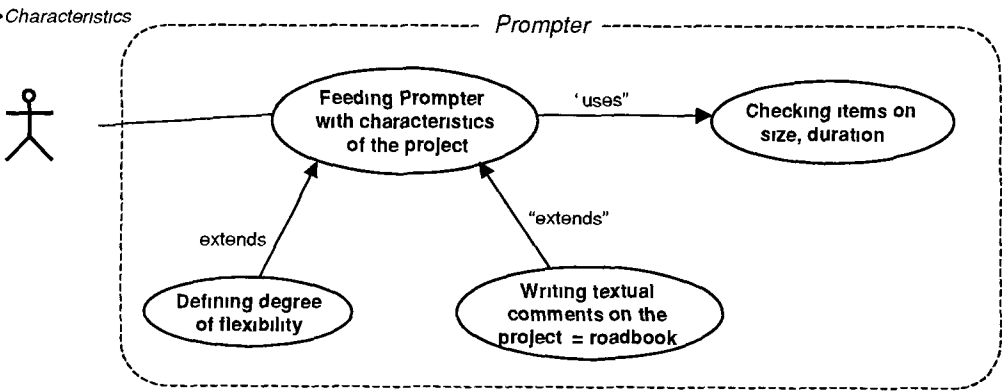 Characteristics
Prompter
Feeding Prompter
with characteristics
of the project
‘uses”
Checking items on
size, duration
extends
“extends”
Defining degree
of flexibility
Writing textual
comments on the
project = roadbook